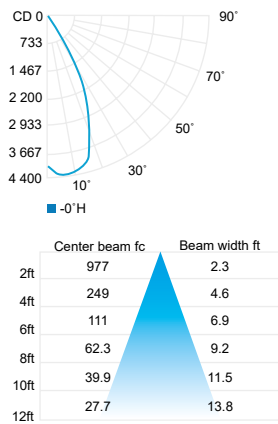 CD 0
90°
733
1 467
70°
2 200
2 933
50°
3 667
30°
4 400
10°
-0°H
Center beam fc Beam width ft
977 2.3
2ft
249 4.6
4ft
111 6.9
6ft
62.3 9.2
8ft
39.9 11.5
10ft
27.7 13.8
12ft